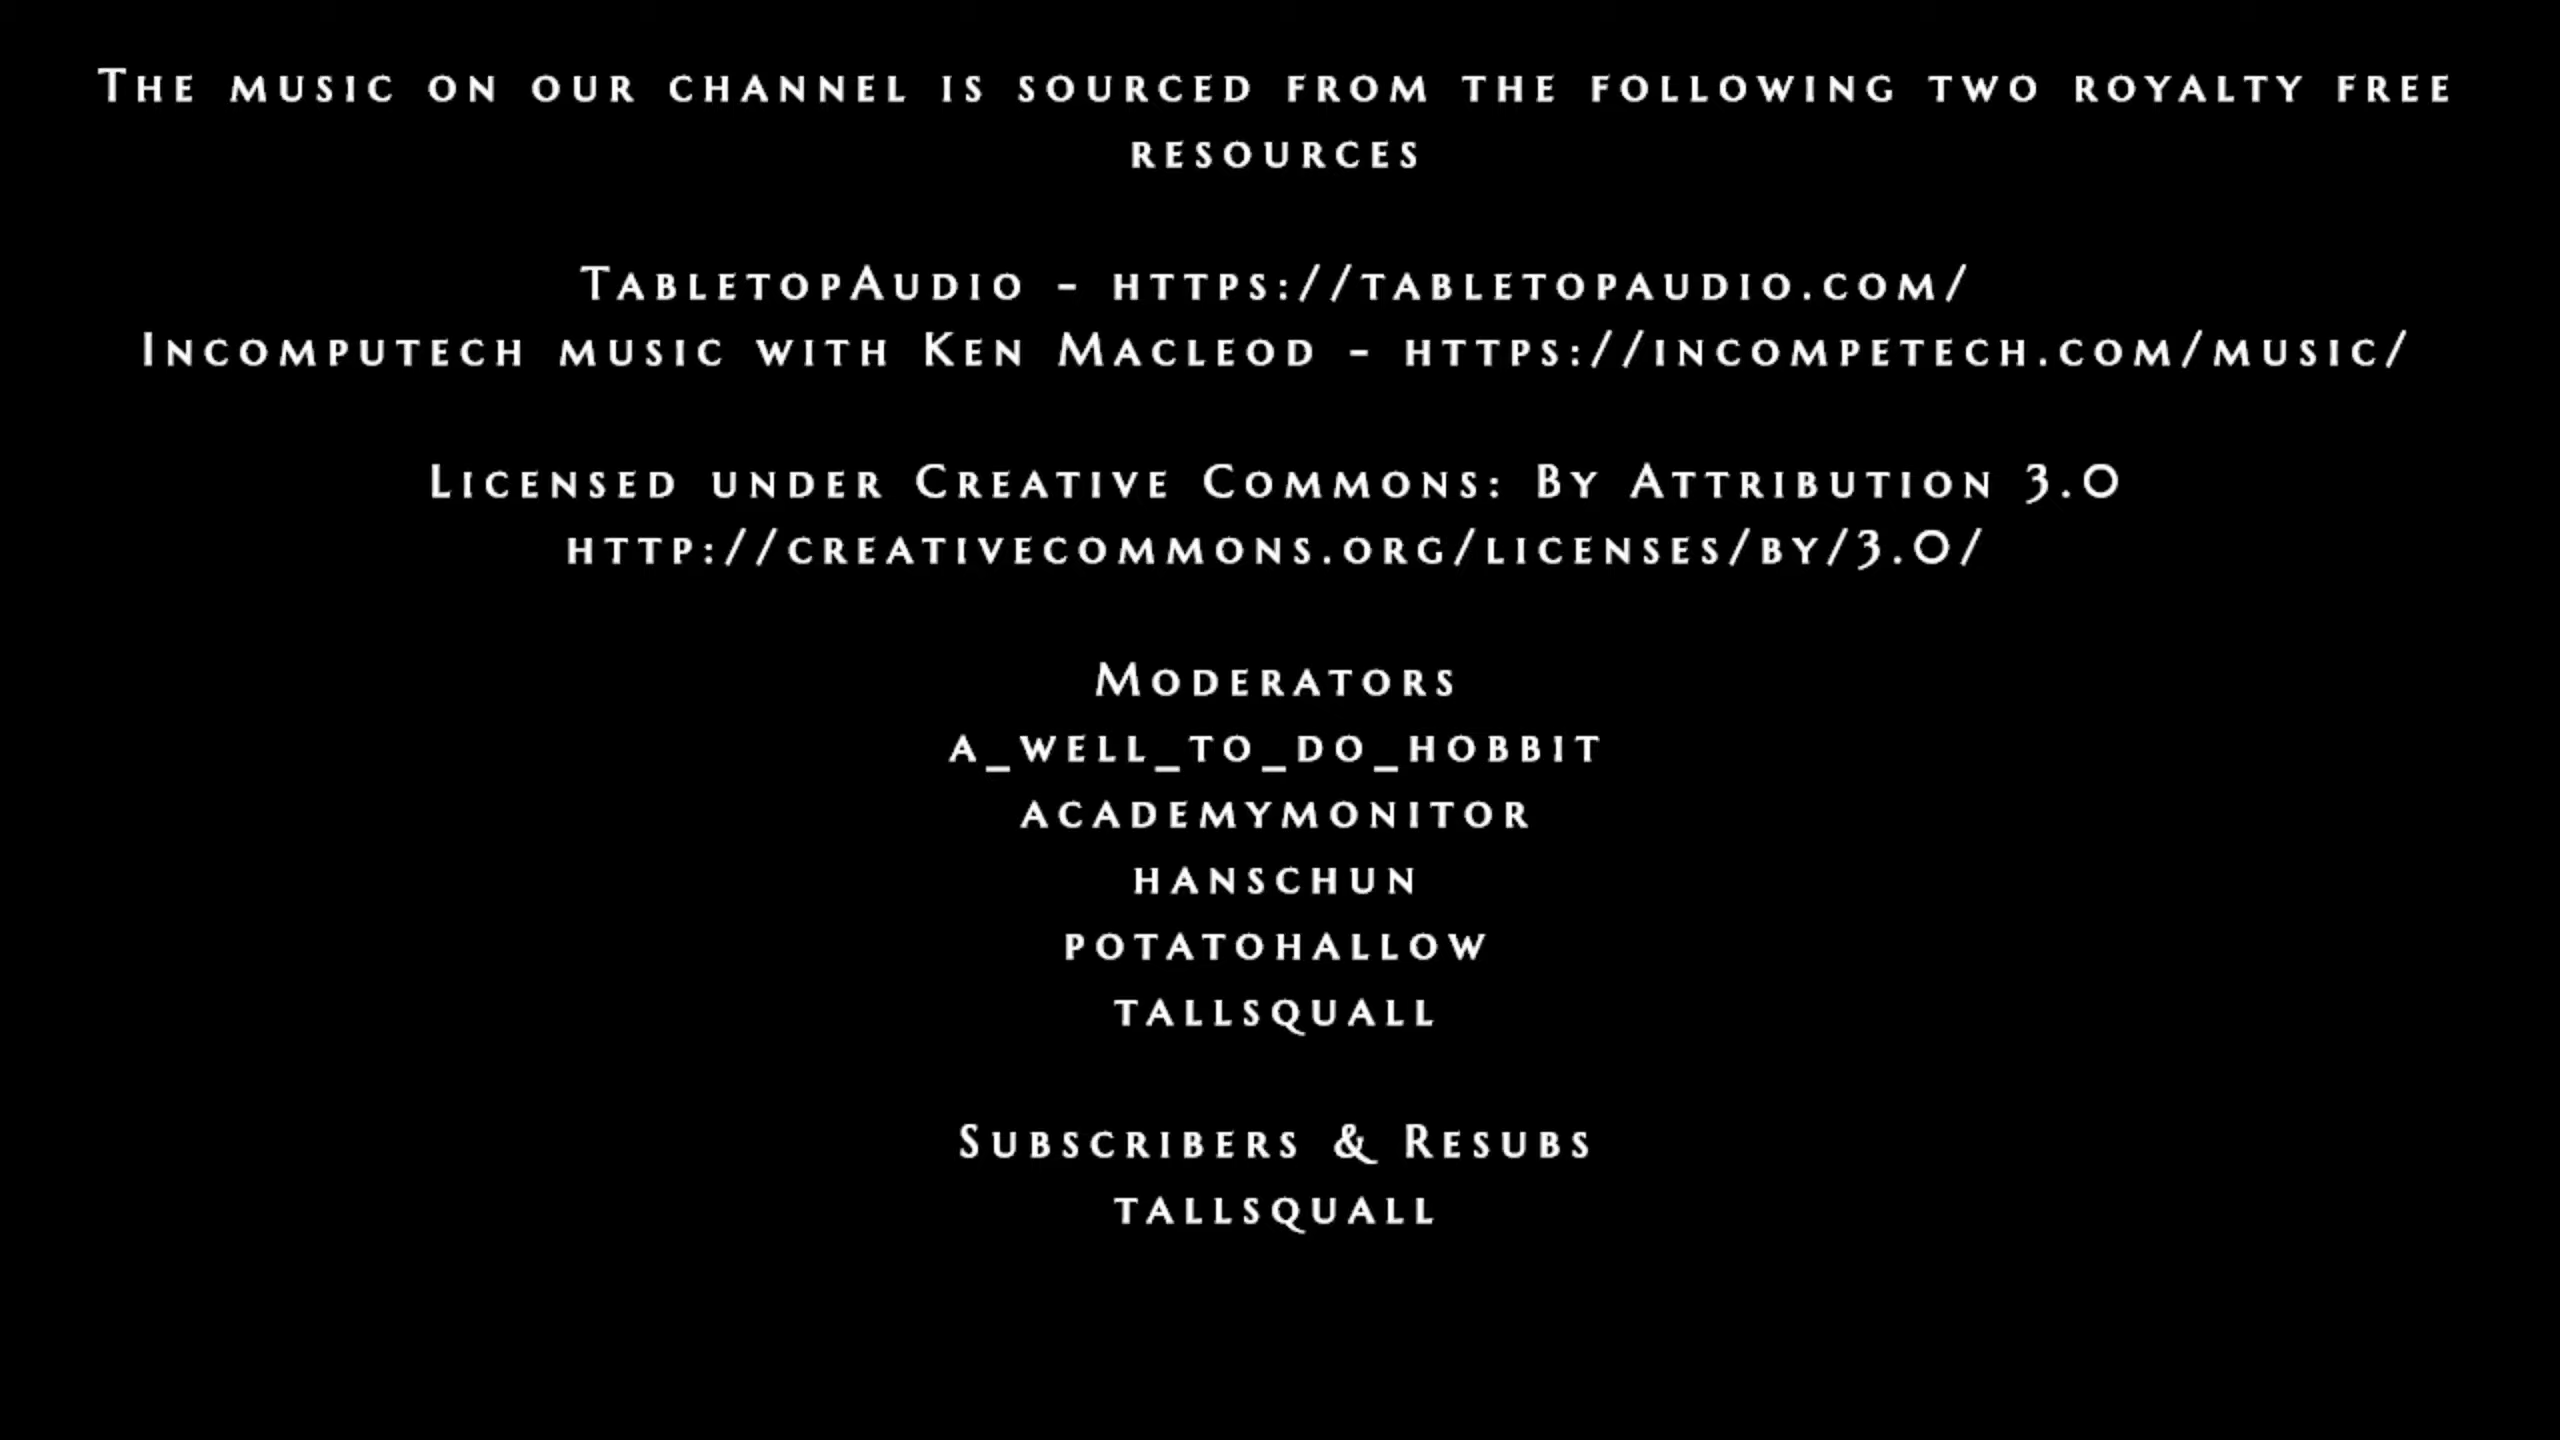 The music on our channel is sourced from the following two royalty free
resources
TabletopAudio - https://tabletopaudio.com/
Incomputech music with Ken Macleod - https://incompetech.com/music/
Licensed under Creative Commons: By Attribution 3.0
http://creativecommons.org/licenses/by/3.0/
Moderators
a_well_to_do_hobbit
academymonitor
hanschun
potatohallow
tallsquall
Subscribers & Resubs
tallsquall